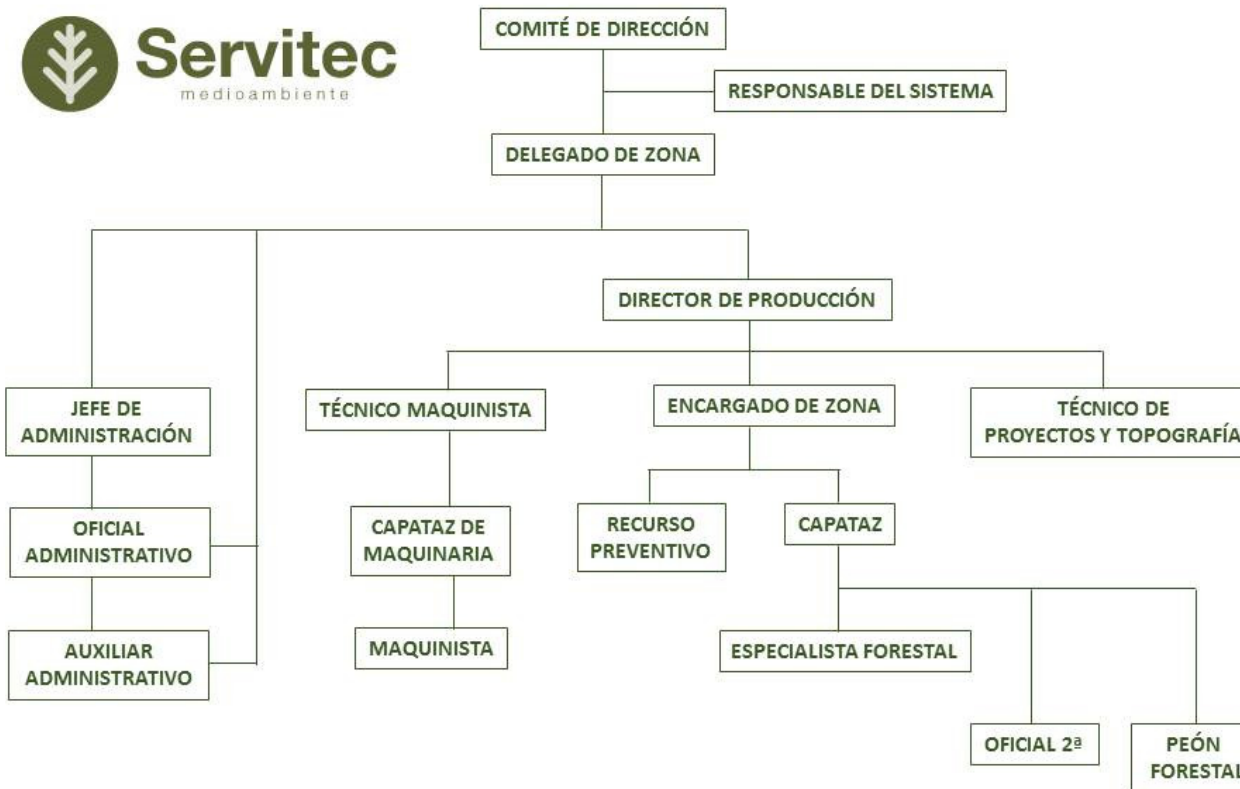 Servitec
medioambiente
COMITÉ DE DIRECCIÓN
RESPONSABLE DEL SISTEMA
DELEGADO DE ZONA
DIRECTOR DE PRODUCCIÓN
JEFE DE
ADMINISTRACIÓN
TÉCNICO MAQUINISTA
ENCARGADO DE ZONA
TÉCNICO DE
PROYECTOS Y TOPOGRAFÍA
OFICIAL
ADMINISTRATIVO
CAPATAZ DE
MAQUINARIA
RECURSO
PREVENTIVO
CAPATAZ
AUXILIAR
ADMINISTRATIVO
MAQUINISTA
ESPECIALISTA FORESTAL
OFICIAL 2ª
PEÓN
FORESTAL